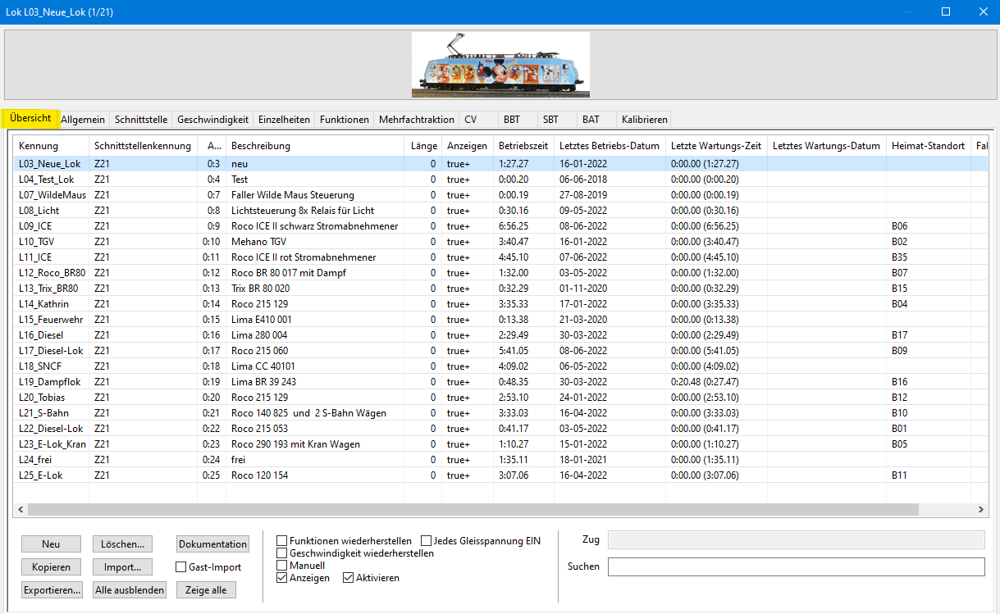 Lok L03_Neue_Lok (1/21)
Übersicht Allgemein Schnittstelle Geschwindigkeit Einzelheiten Funktionen Mehrfachtraktion CV BBT SBT BAT Kalibrieren
Kennung Schnittstellenkennung A... Beschreibung Länge Anzeigen Betriebszeit Letztes Betriebs-Datum Letzte Wartungs-Zeit Letztes Wartungs-Datum Heimat-Standort Fal
L03_Neue_Lok Z21 0:3 neu 0 true+ 1:27.27 16-01-2022 0:00.00 (1:27.27)
L04_Test_Lok Z21 0:4 Test 0 true+ 0:00.20 06-06-2018 0:00.00 (0:00.20)
L07_WildeMaus Z21 0:7 Faller Wilde Maus Steuerung 0 true+ 0:00.19 27-08-2019 0:00.00 (0:00.19)
L08_Licht Z21 0:8 Lichtsteuerung 8x Relais für Licht 0 true+ 0:30.16 09-05-2022 0:00.00 (0:30.16)
L09_ICE Z21 0:9 Roco ICE II schwarz Stromabnehmener 0 true+ 6:56.25 08-06-2022 0:00.00 (6:56.25) B06
L10_TGV Z21 0:10 Mehano TGV 0 true+ 3:40.47 16-01-2022 0:00.00 (3:40.47) B02
L11_ICE Z21 0:11 Roco ICE II rot Stromabnehmener 0 true+ 4:45.10 07-06-2022 0:00.00 (4:45.10) B35
L12_Roco_BR80 Z21 0:12 Roco BR 80 017 mit Dampf 0 true+ 1:32.00 03-05-2022 0:00.00 (1:32.00) B07
L13_Trix_BR80 Z21 0:13 Trix BR 80 020 0 true+ 0:32.29 01-11-2020 0:00.00 (0:32.29) B15
L14_Kathrin Z21 0:14 Roco 215 129 0 true+ 3:35.33 17-01-2022 0:00.00 (3:35.33) B04
L15_Feuerwehr Z21 0:15 Lima E410 001 0 true+ 0:13.38 21-03-2020 0:00.00 (0:13.38)
L16_Diesel Z21 0:16 Lima 280 004 0 true+ 2:29.49 30-03-2022 0:00.00 (2:29.49) B17
L17_Diesel-Lok Z21 0:17 Roco 215 060 0 true+ 5:41.05 08-06-2022 0:00.00 (5:41.05) B09
L18_SNCF Z21 0:18 Lima CC 40101 0 true+ 4:09.02 06-05-2022 0:00.00 (4:09.02)
L19_Dampflok Z21 0:19 Lima BR 39 243 0 true+ 0:48.35 30-03-2022 0:20.48 (0:27.47) B16
L20_Tobias Z21 0:20 Roco 215 129 0 true+ 2:53.10 24-01-2022 0:00.00 (2:53.10) B12
L21_S-Bahn Z21 0:21 Roco 140 825 und 2 S-Bahn Wägen 0 true+ 3:33.03 16-04-2022 0:00.00 (3:33.03) B10
L22_Diesel-Lok Z21 0:22 Roco 215 053 0 true+ 0:41.17 03-05-2022 0:00.00 (0:41.17) B01
L23_E-Lok_Kran Z21 0:23 Roco 290 193 mit Kran Wagen 0 true+ 1:10.27 15-01-2022 0:00.00 (1:10.27) B05
L24_frei Z21 0:24 frei 0 true+ 1:35.11 18-01-2021 0:00.00 (1:35.11)
L25_E-Lok Z21 0:25 Roco 120 154 0 true+ 3:07.06 16-04-2022 0:00.00 (3:07.06) B11
Neu Löschen... Dokumentation
Kopieren Import... Gast-Import
Exportieren... Alle ausblenden Zeige alle
Funktionen wiederherstellen Jedes Gleisspannung EIN
Geschwindigkeit wiederherstellen
Manuell
Anzeigen Aktivieren
Zug
Suchen